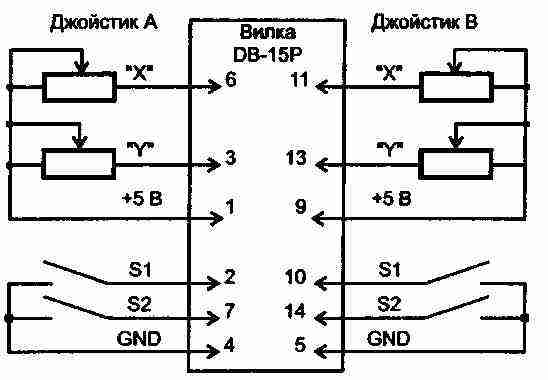 Джойстик А Вилка Джойстик В
DB-15P
"X" 6 11 "X"
"Y" 3 13 "Y"
+5 В 1 9 +5 В
S1 2 10 S1
S2 7 14 S2
GND 4 5 GND